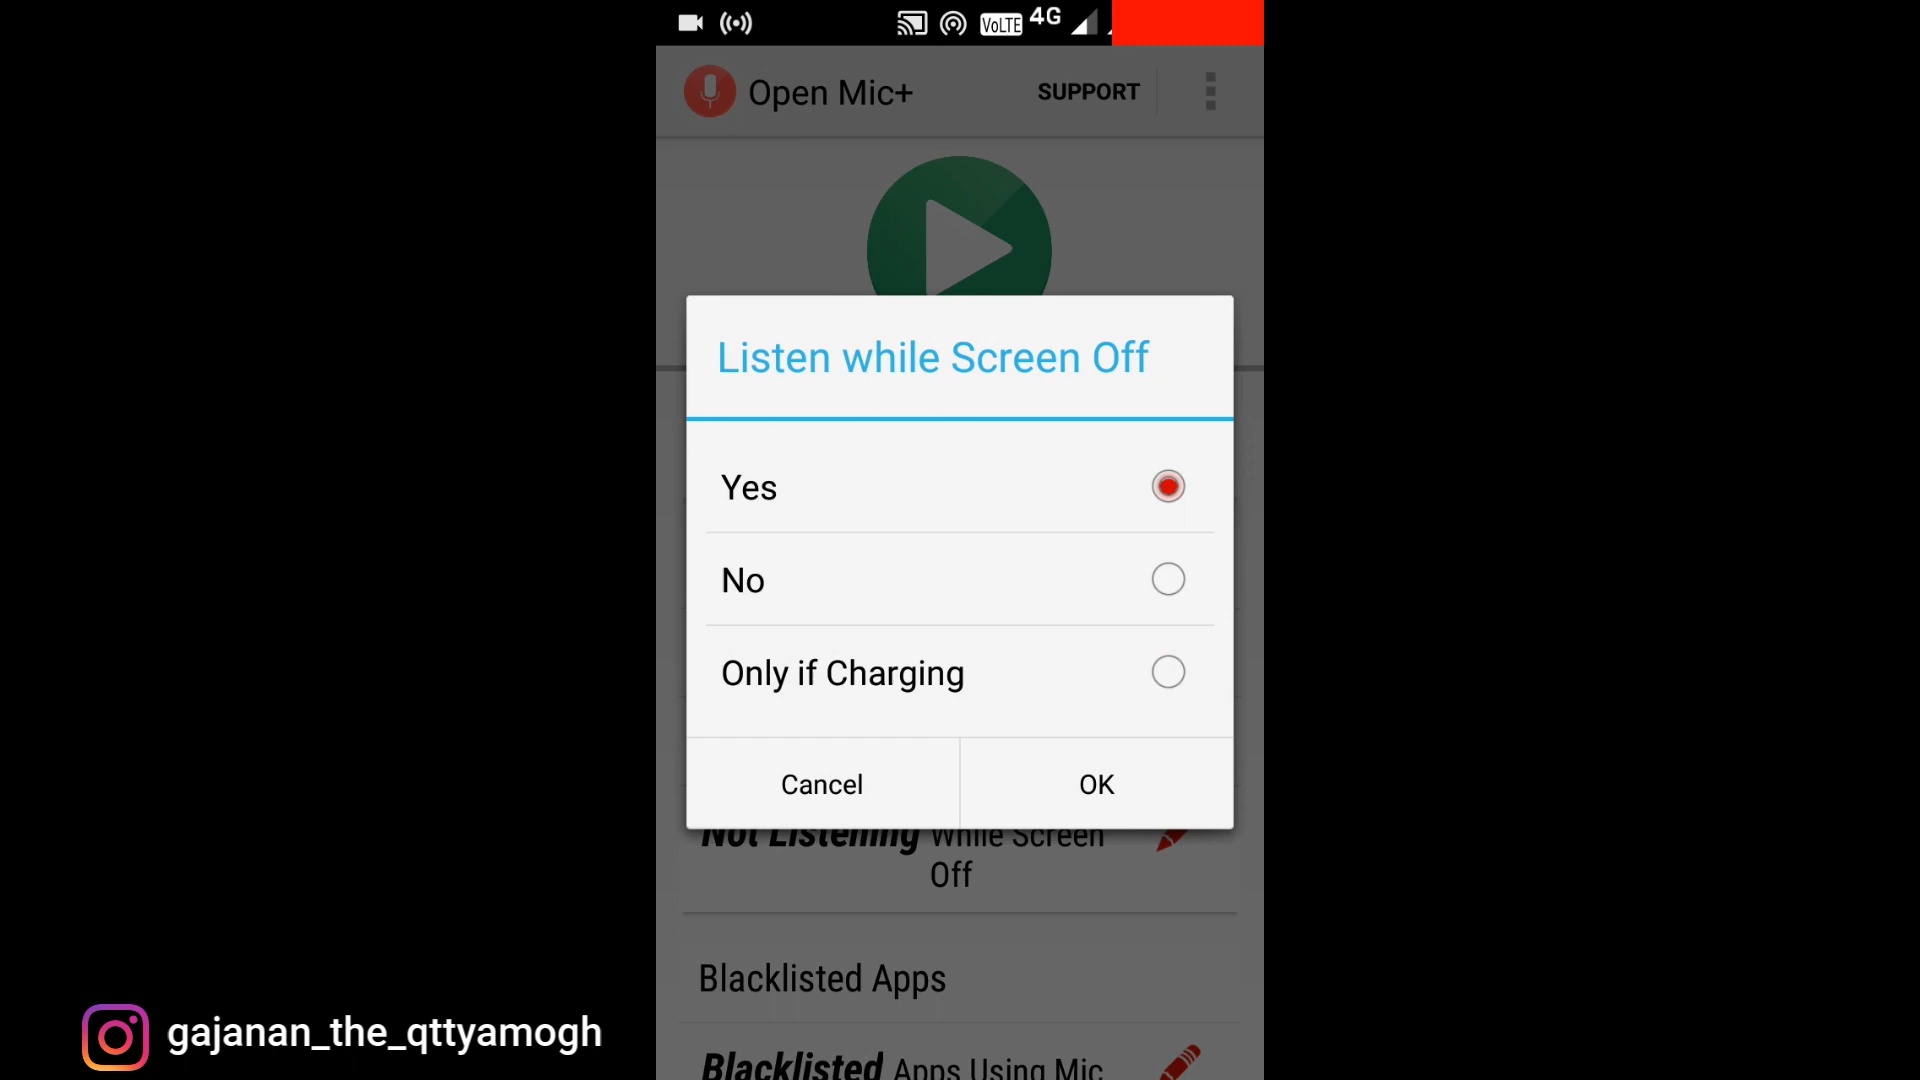 VoLTE 4G
Open Mic+ SUPPORT
Listen while Screen Off
Yes
No
Only if Charging
Cancel OK
Not Listening While Screen
Off
Blacklisted Apps
Blacklisted Apps Using Mic
gajanan_the_qttyamogh